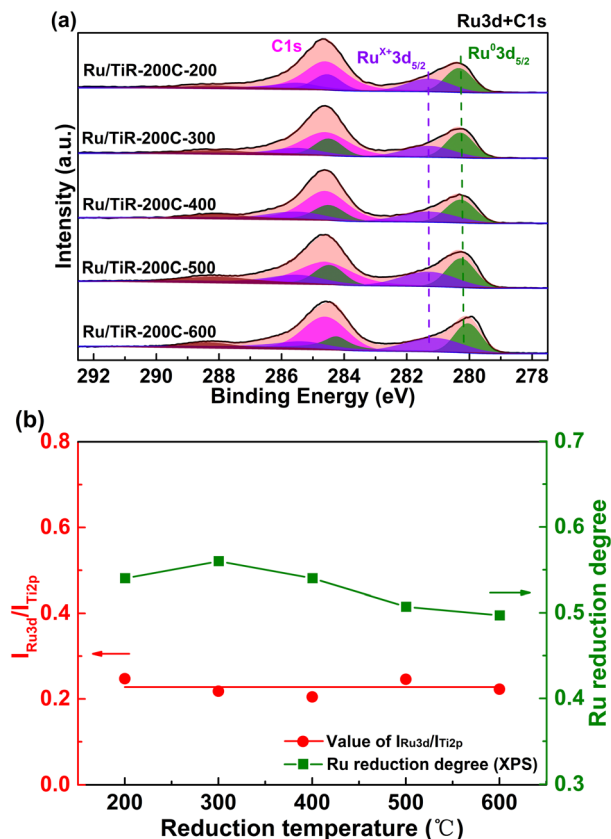 (a)
Ru3d+C1s
C1s
Ru^X+3d_5/2
Ru^0 3d_5/2
Ru/TiR-200C-200
Ru/TiR-200C-300
Ru/TiR-200C-400
Ru/TiR-200C-500
Ru/TiR-200C-600
Intensity (a.u.)
292 290 288 286 284 282 280 278
Binding Energy (eV)
(b)
0.8
0.6
0.4
0.2
0.0
I_Ru3d/I_Ti2p
0.7
0.6
0.5
0.4
0.3
Ru reduction degree
Value of I_Ru3d/I_Ti2p
Ru reduction degree (XPS)
200 300 400 500 600
Reduction temperature (℃)